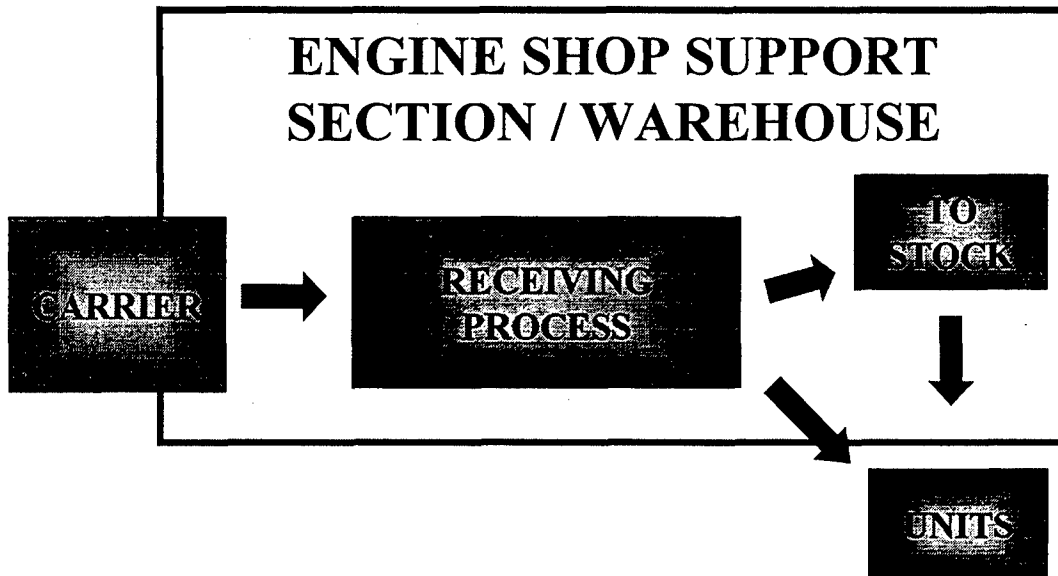 ENGINE SHOP SUPPORT
SECTION / WAREHOUSE
TO
STOCK
CARRIER
RECEIVING
PROCESS
UNITS